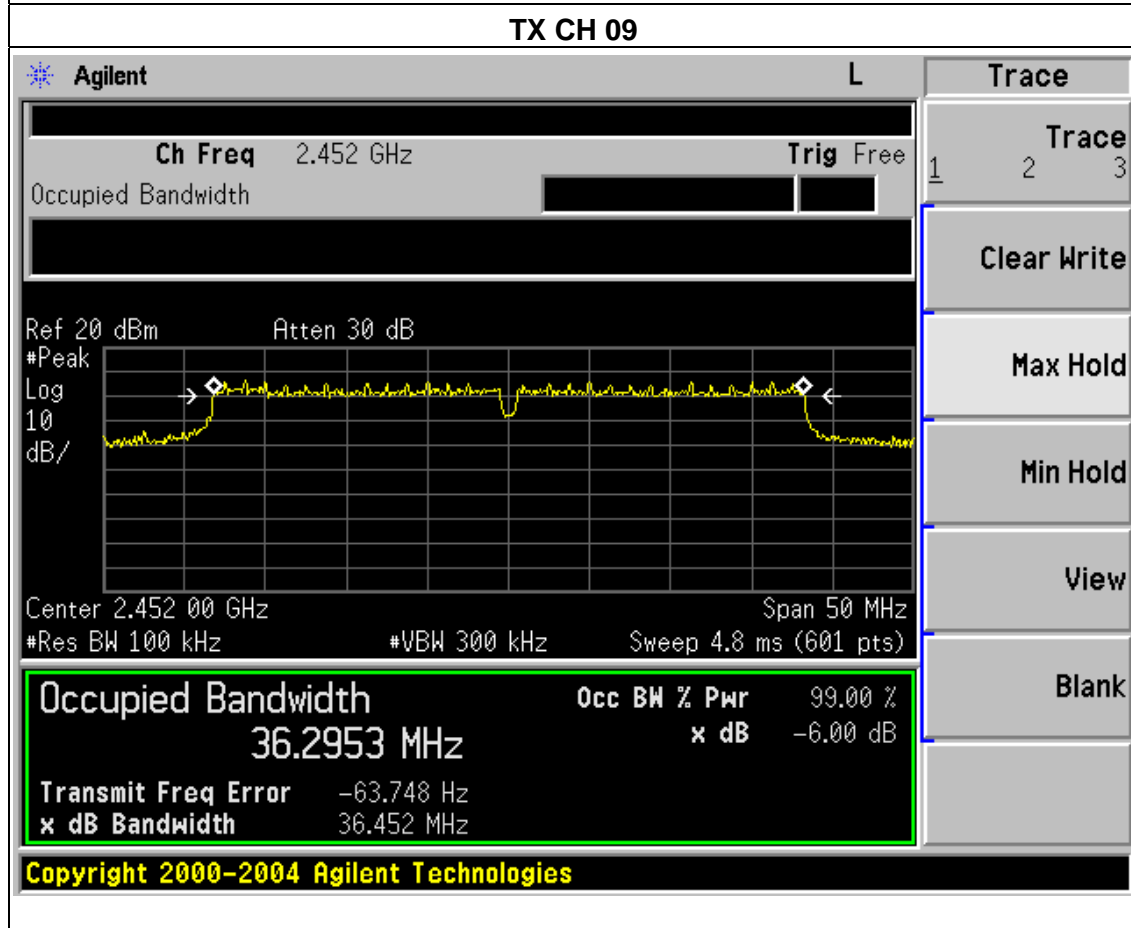 TX CH 09
Agilent L Trace
Ch Freq 2.452 GHz Trig Free
Occupied Bandwidth
Trace
1 2 3
Clear Write
Max Hold
Min Hold
View
Blank
Ref 20 dBm Atten 30 dB
#Peak
Log
10
dB/
Center 2.452 00 GHz Span 50 MHz
#Res BW 100 kHz #VBW 300 kHz Sweep 4.8 ms (601 pts)
Occupied Bandwidth Occ BW % Pwr 99.00 %
36.2953 MHz x dB -6.00 dB
Transmit Freq Error -63.748 Hz
x dB Bandwidth 36.452 MHz
Copyright 2000-2004 Agilent Technologies